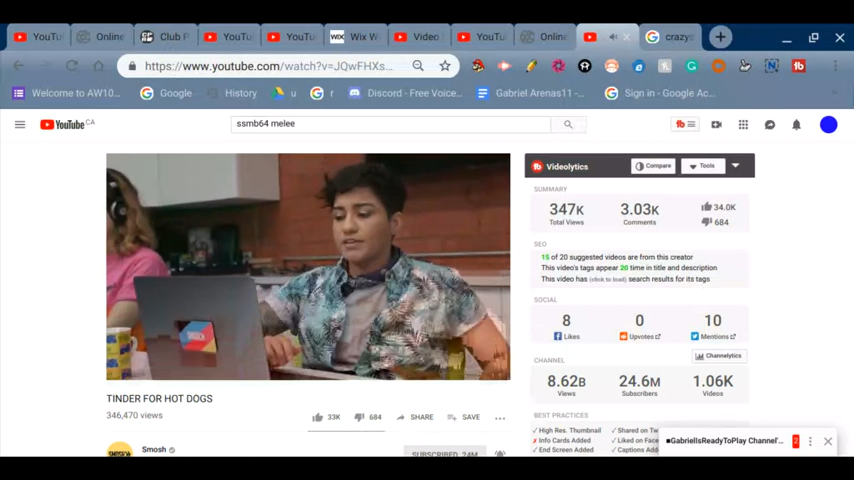 YouTu
Online
Club P
YouTu
YouTu
WIX Wix W
Video
YouTu
Online
crazys
https://www.youtube.com/watch?v=JQwFHXs...
Welcome to AW10...
Google
History
u
r
Discord - Free Voice...
Gabriel Arenas11 -...
Sign in - Google Ac...
YouTube CA
ssmb64 melee
Videolytics
Compare
Tools
SUMMARY
347K
Total Views
3.03K
Comments
34.0K
684
SEO
15 of 20 suggested videos are from this creator
This video's tags appear 20 time in title and description
This video has (click to load) search results for its tags
SOCIAL
8
Likes
0
Upvotes
10
Mentions
Channelytics
CHANNEL
8.62B
Views
24.6M
Subscribers
1.06K
Videos
BEST PRACTICES
✓ High Res. Thumbnail
✓ Shared on Tw
✗ Info Cards Added
✓ Liked on Face
✓ End Screen Added
✓ Captions Adde
TINDER FOR HOT DOGS
346,470 views
33K
684
SHARE
SAVE
SMOSH
Smosh
SUBSCRIBED 24M
■GabrielIsReadyToPlay Channel'...
2